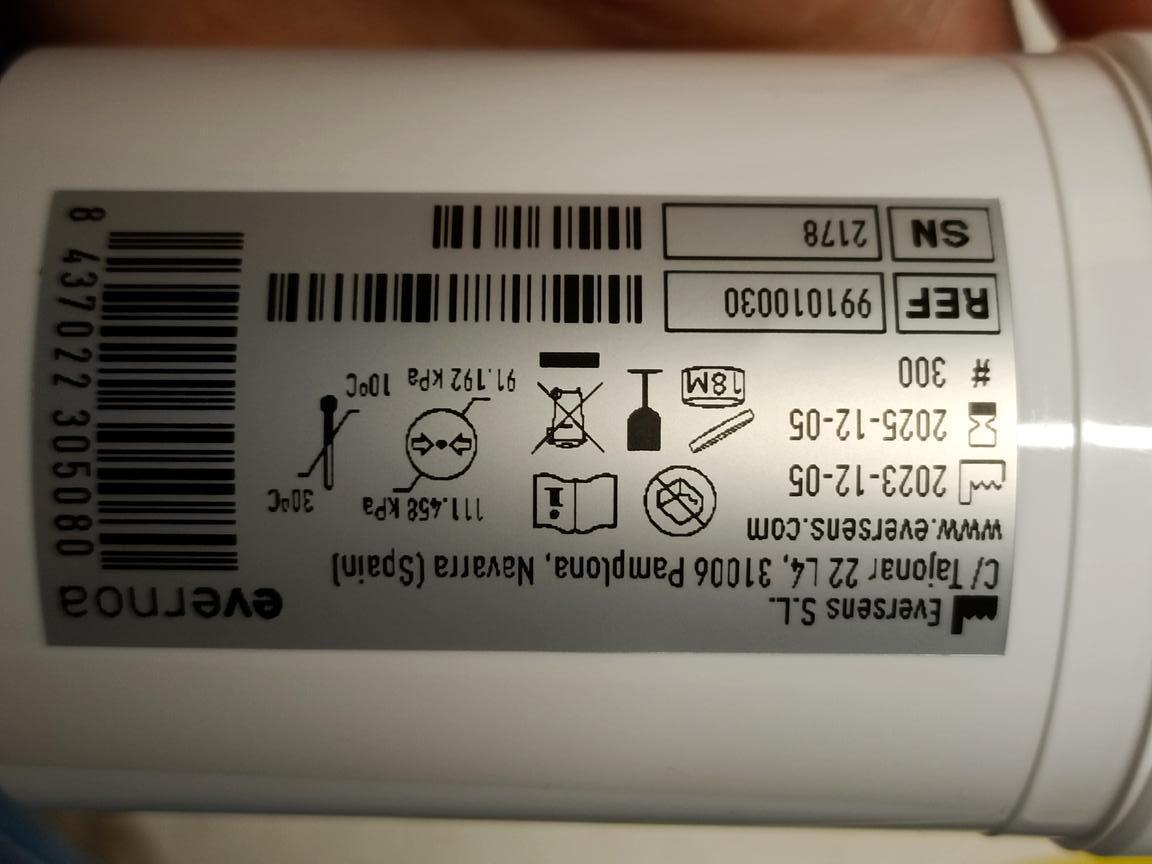 Eversens S.L.
C/ Tajonar 22 L4, 31006 Pamplona, Navarra (Spain)
www.eversens.com
2023-12-05
2025-12-05
# 300
REF 991010030
SN 2178
18M
111.458 kPa
91.192 kPa
30ºC
10ºC
evernoa
8 437022 305080